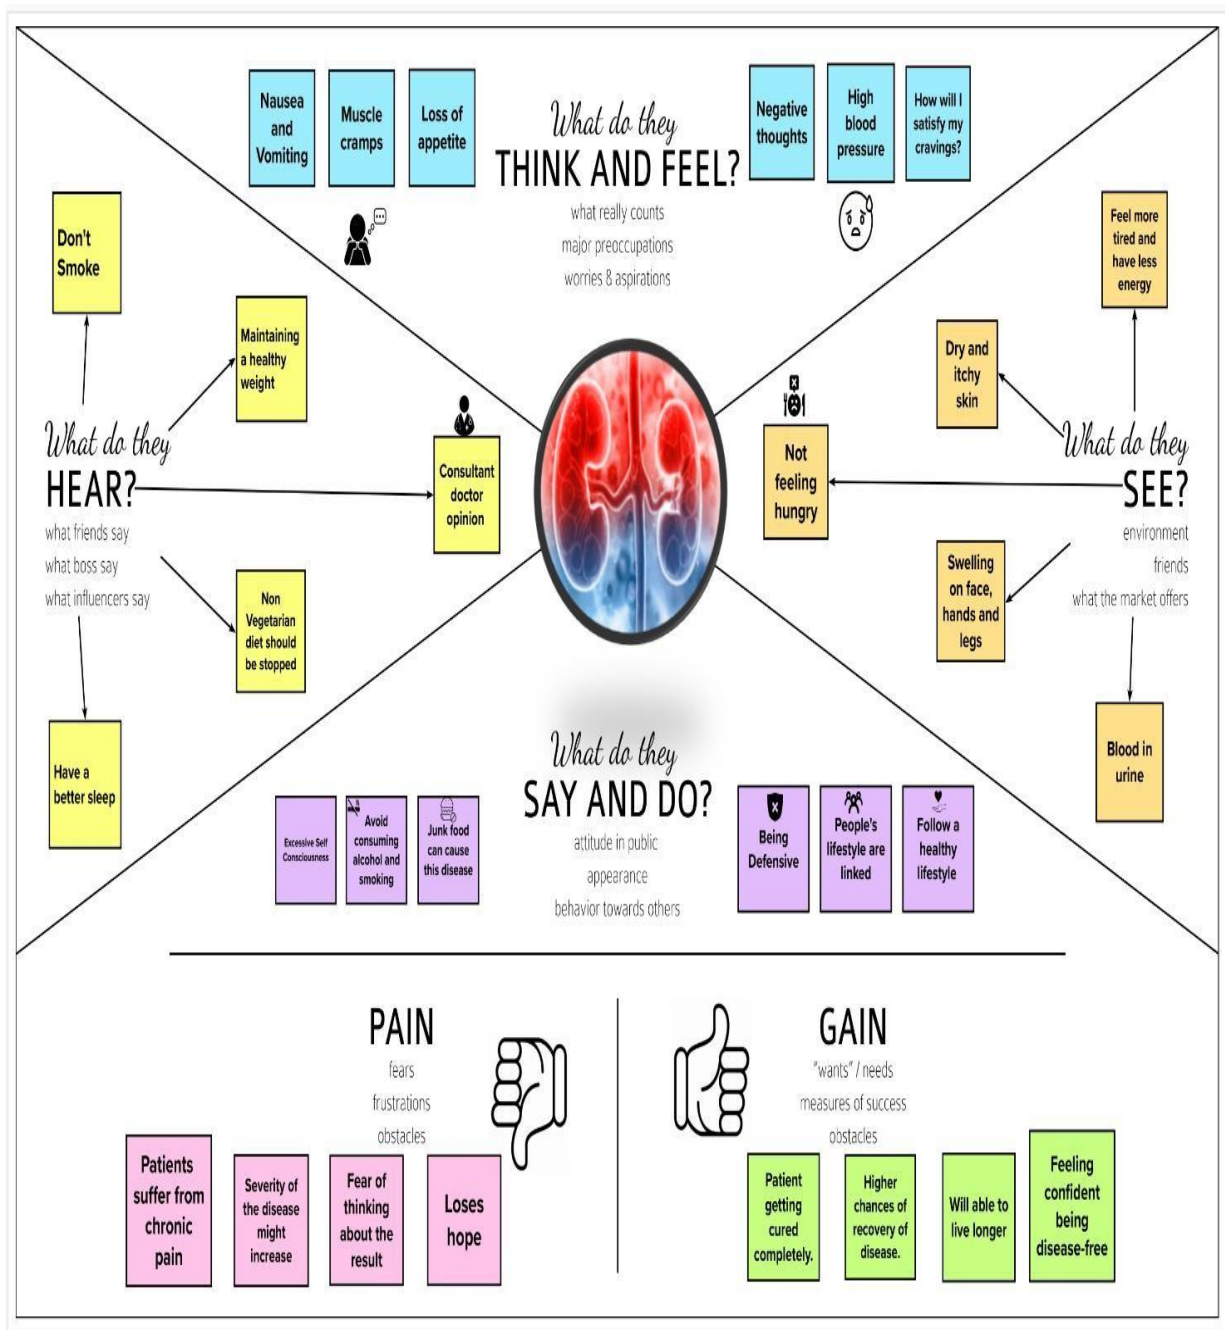 What do they
THINK AND FEEL?
what really counts
major preoccupations
worries & aspirations
Nausea
and
Vomiting
Muscle
cramps
Loss of
appetite
Negative
thoughts
High
blood
pressure
How will I
satisfy my
cravings?
What do they
HEAR?
what friends say
what boss say
what influencers say
Don't
Smoke
Maintaining
a healthy
weight
Consultant
doctor
opinion
Non
Vegetarian
diet should
be stopped
Have a
better sleep
What do they
SEE?
environment
friends
what the market offers
Feel more
tired and
have less
energy
Dry and
itchy
skin
Not
feeling
hungry
Swelling
on face,
hands and
legs
Blood in
urine
What do they
SAY AND DO?
attitude in public
appearance
behavior towards others
Excessive Self
Consciousness
Avoid
consuming
alcohol and
smoking
Junk food
can cause
this disease
Being
Defensive
People's
lifestyle are
linked
Follow a
healthy
lifestyle
PAIN
fears
frustrations
obstacles
Patients
suffer from
chronic
pain
Severity of
the disease
might
increase
Fear of
thinking
about the
result
Loses
hope
GAIN
"wants" / needs
measures of success
obstacles
Patient
getting
cured
completely.
Higher
chances of
recovery of
disease.
Will able to
live longer
Feeling
confident
being
disease-free